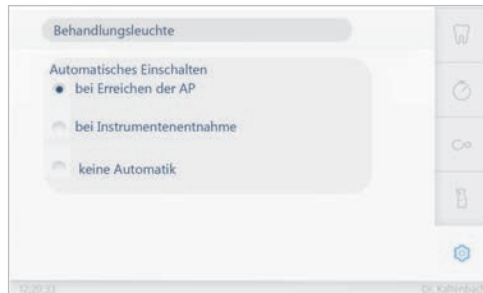 Behandlungsleuchte
Automatisches Einschalten
bei Erreichen der AP
bei Instrumentenentnahme
keine Automatik
12:20:33
Dr. Kaltenbach